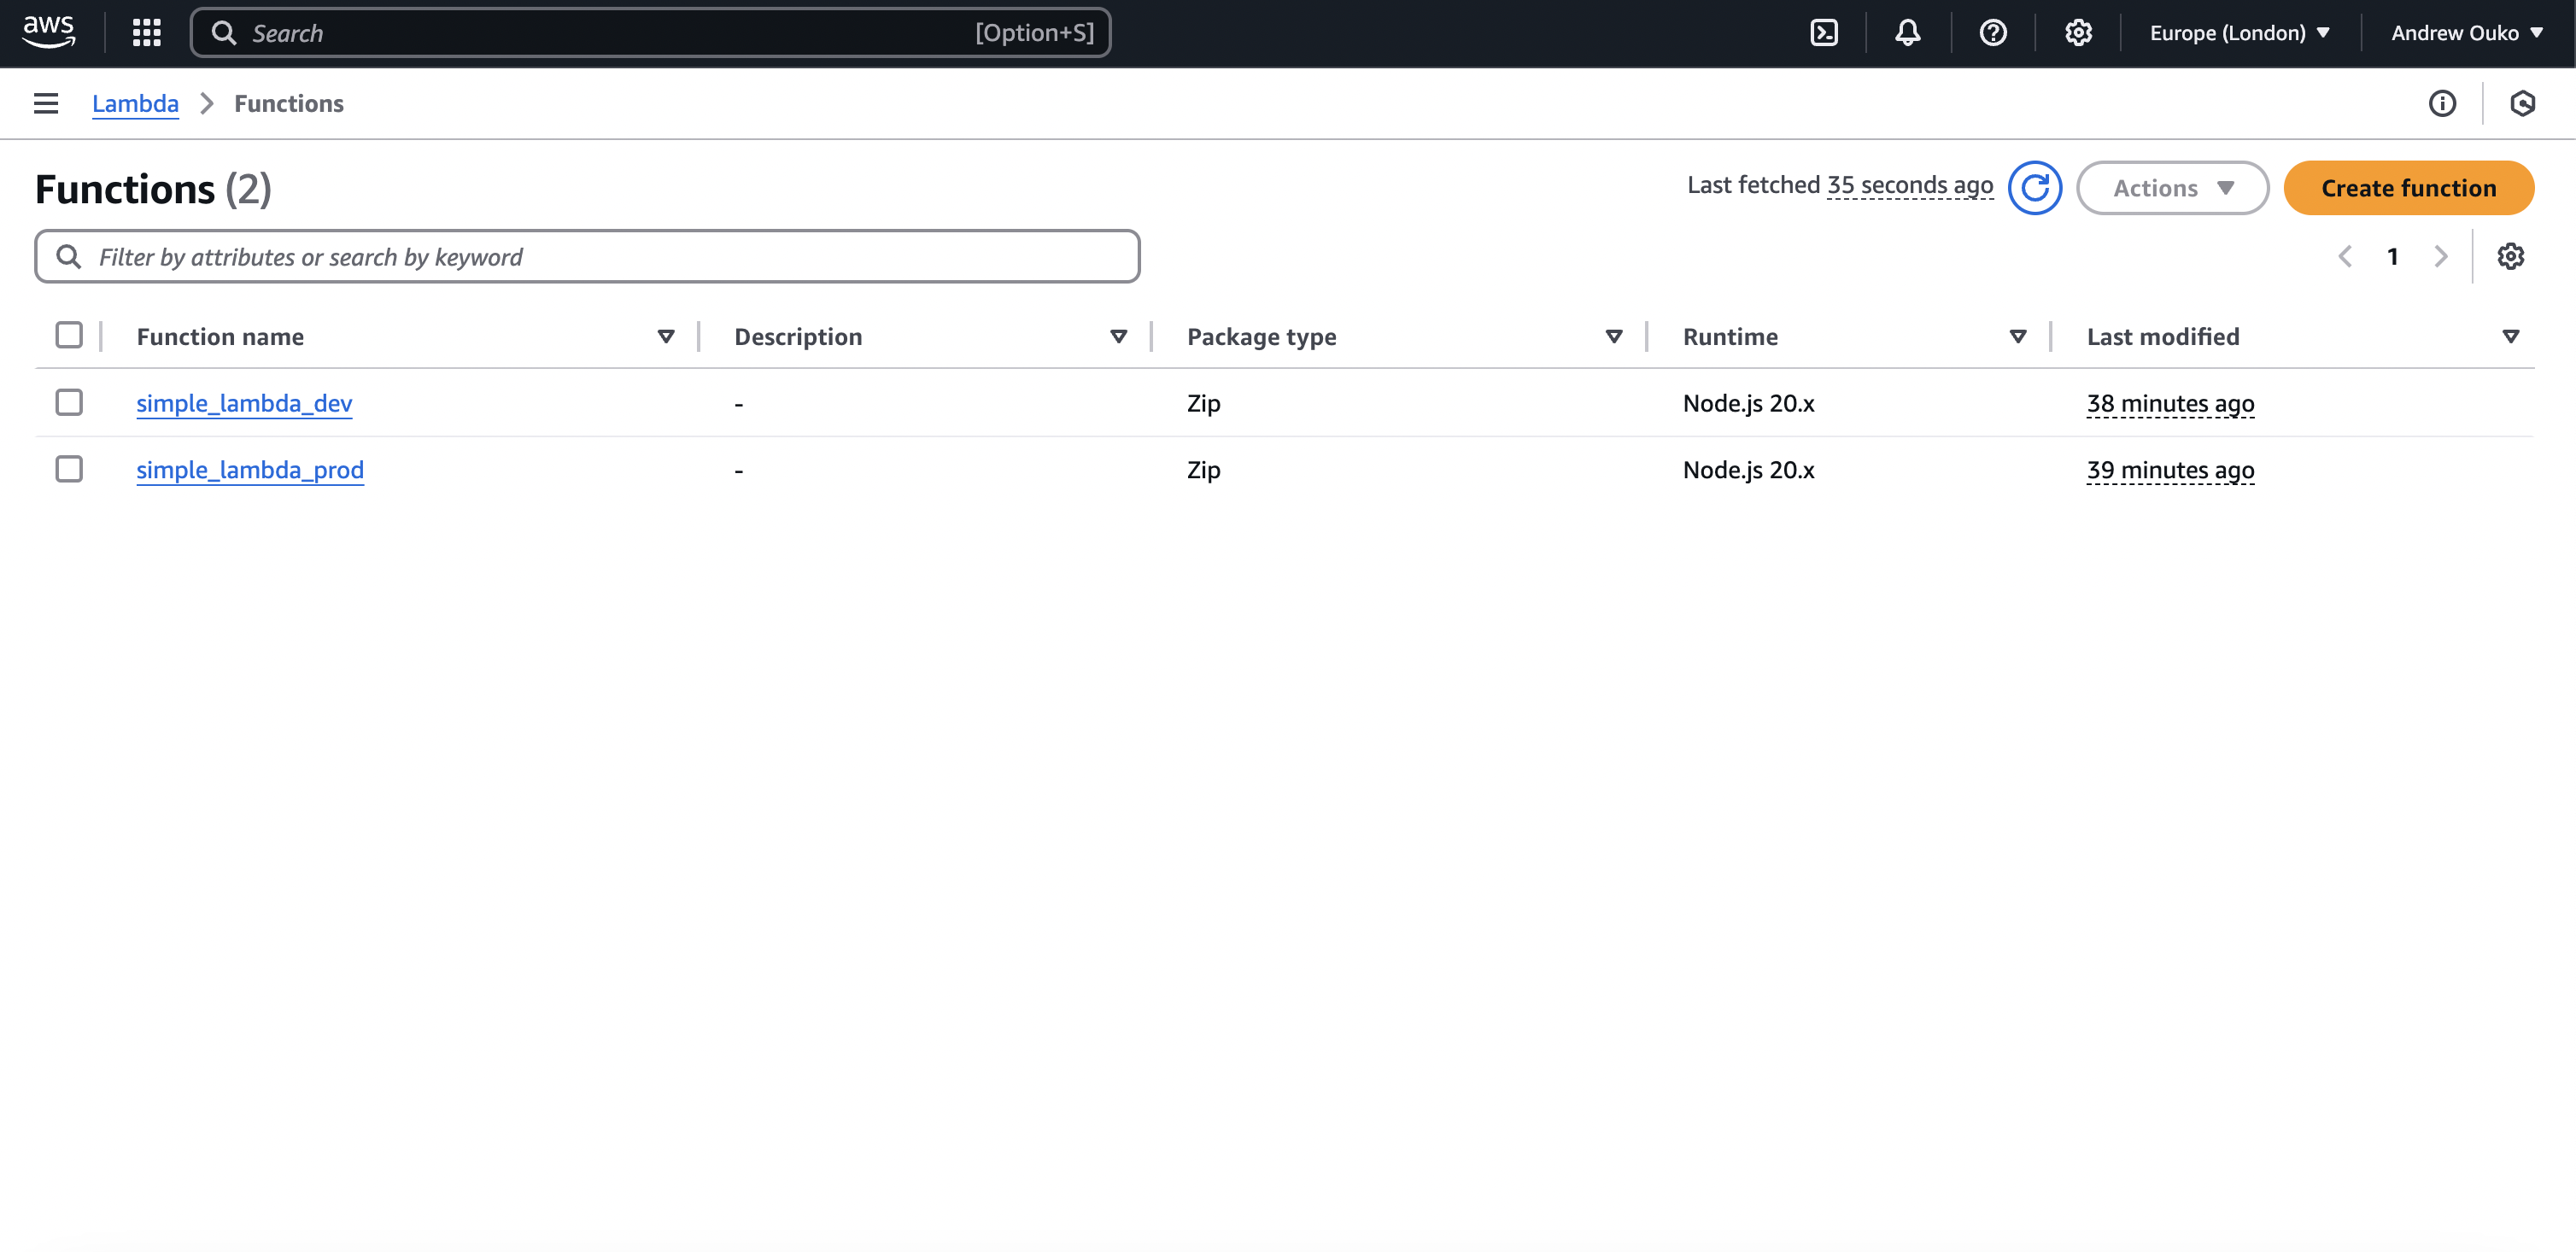 aws
Search [Option+S] Europe (London) Andrew Ouko
Lambda Functions
Functions (2) Last fetched 35 seconds ago Actions Create function
Filter by attributes or search by keyword 1
Function name Description Package type Runtime Last modified
simple_lambda_dev - Zip Node.js 20.x 38 minutes ago
simple_lambda_prod - Zip Node.js 20.x 39 minutes ago